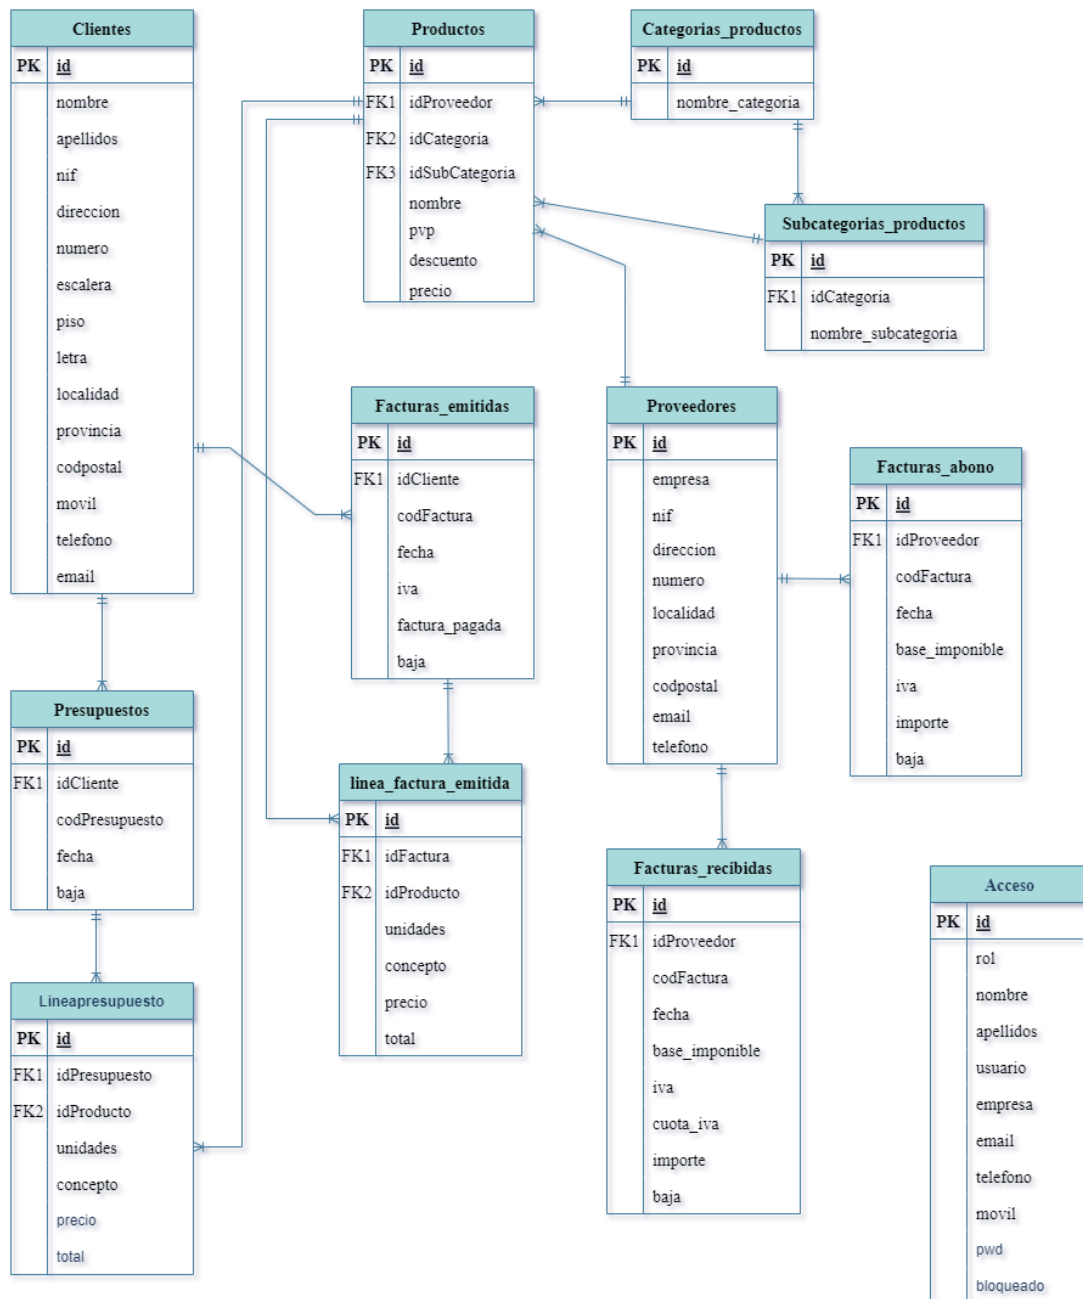 Clientes
PK id
nombre
apellidos
nif
direccion
numero
escalera
piso
letra
localidad
provincia
codpostal
movil
telefono
email
Productos
PK id
FK1 idProveedor
FK2 idCategoria
FK3 idSubCategoria
nombre
pvp
descuento
precio
Categorias_productos
PK id
nombre_categoria
Subcategorias_productos
PK id
FK1 idCategoria
nombre_subcategoria
Facturas_emitidas
PK id
FK1 idCliente
codFactura
fecha
iva
factura_pagada
baja
Proveedores
PK id
empresa
nif
direccion
numero
localidad
provincia
codpostal
email
telefono
Facturas_abono
PK id
FK1 idProveedor
codFactura
fecha
base_imponible
iva
importe
baja
Presupuestos
PK id
FK1 idCliente
codPresupuesto
fecha
baja
linea_factura_emitida
PK id
FK1 idFactura
FK2 idProducto
unidades
concepto
precio
total
Facturas_recibidas
PK id
FK1 idProveedor
codFactura
fecha
base_imponible
iva
cuota_iva
importe
baja
Acceso
PK id
rol
nombre
apellidos
usuario
empresa
email
telefono
movil
pwd
bloqueado
Lineapresupuesto
PK id
FK1 idPresupuesto
FK2 idProducto
unidades
concepto
precio
total